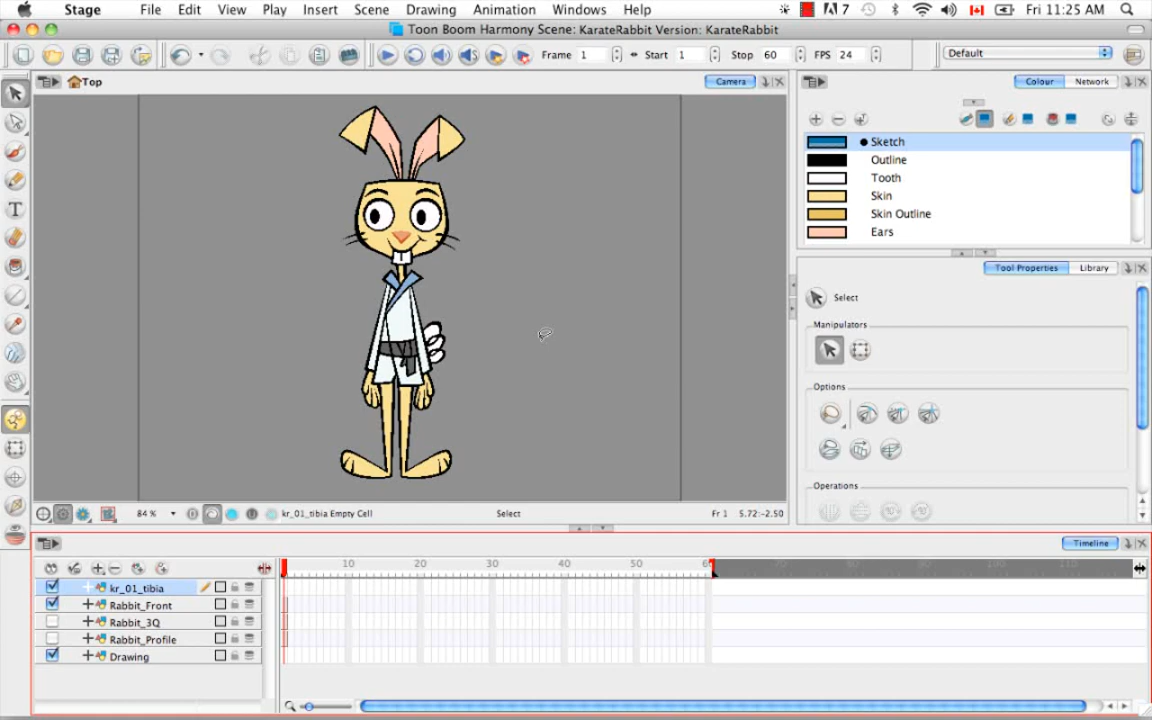 Stage File Edit View Play Insert Scene Drawing Animation Windows Help 7 Fri 11:25 AM
Toon Boom Harmony Scene: KarateRabbit Version: KarateRabbit
Frame 1 Start 1 Stop 60 FPS 24 Default
Top Camera
Colour Network
Sketch
Outline
Tooth
Skin
Skin Outline
Ears
Tool Properties Library
Select
Manipulators
Options
Operations
84 % kr_01_tibia Empty Cell Select Fr 1 5.72:-2.50
Timeline
10 20 30 40 50 60
kr_01_tibia
Rabbit_Front
Rabbit_3Q
Rabbit_Profile
Drawing